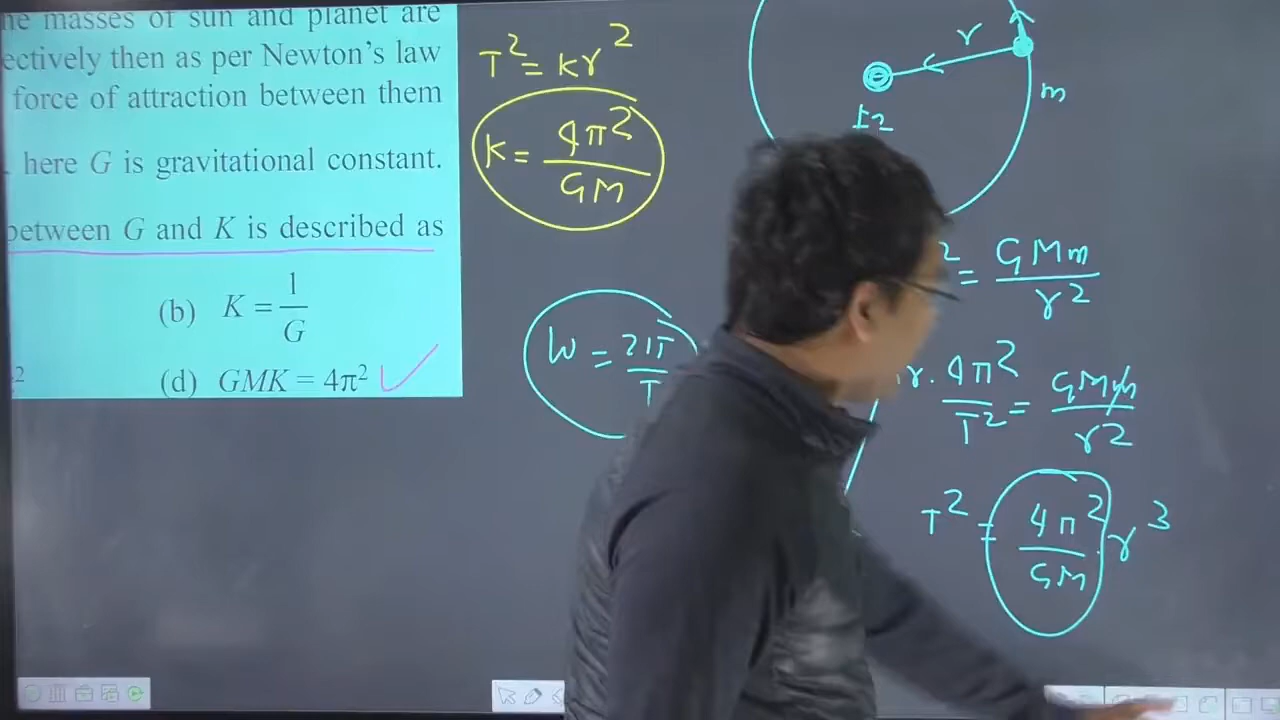 he masses of sun and planet are
ectively then as per Newton's law
force of attraction between them
here G is gravitational constant.
between G and K is described as
(b) K = 1/G
2
(d) GMK = 4π²
T² = kr²
K = 4π²/GM
ω = 2π/T
r
m
² = GMm/r²
r. 4π²/T² = GMm/r²
T² = 4π²/GM . r³